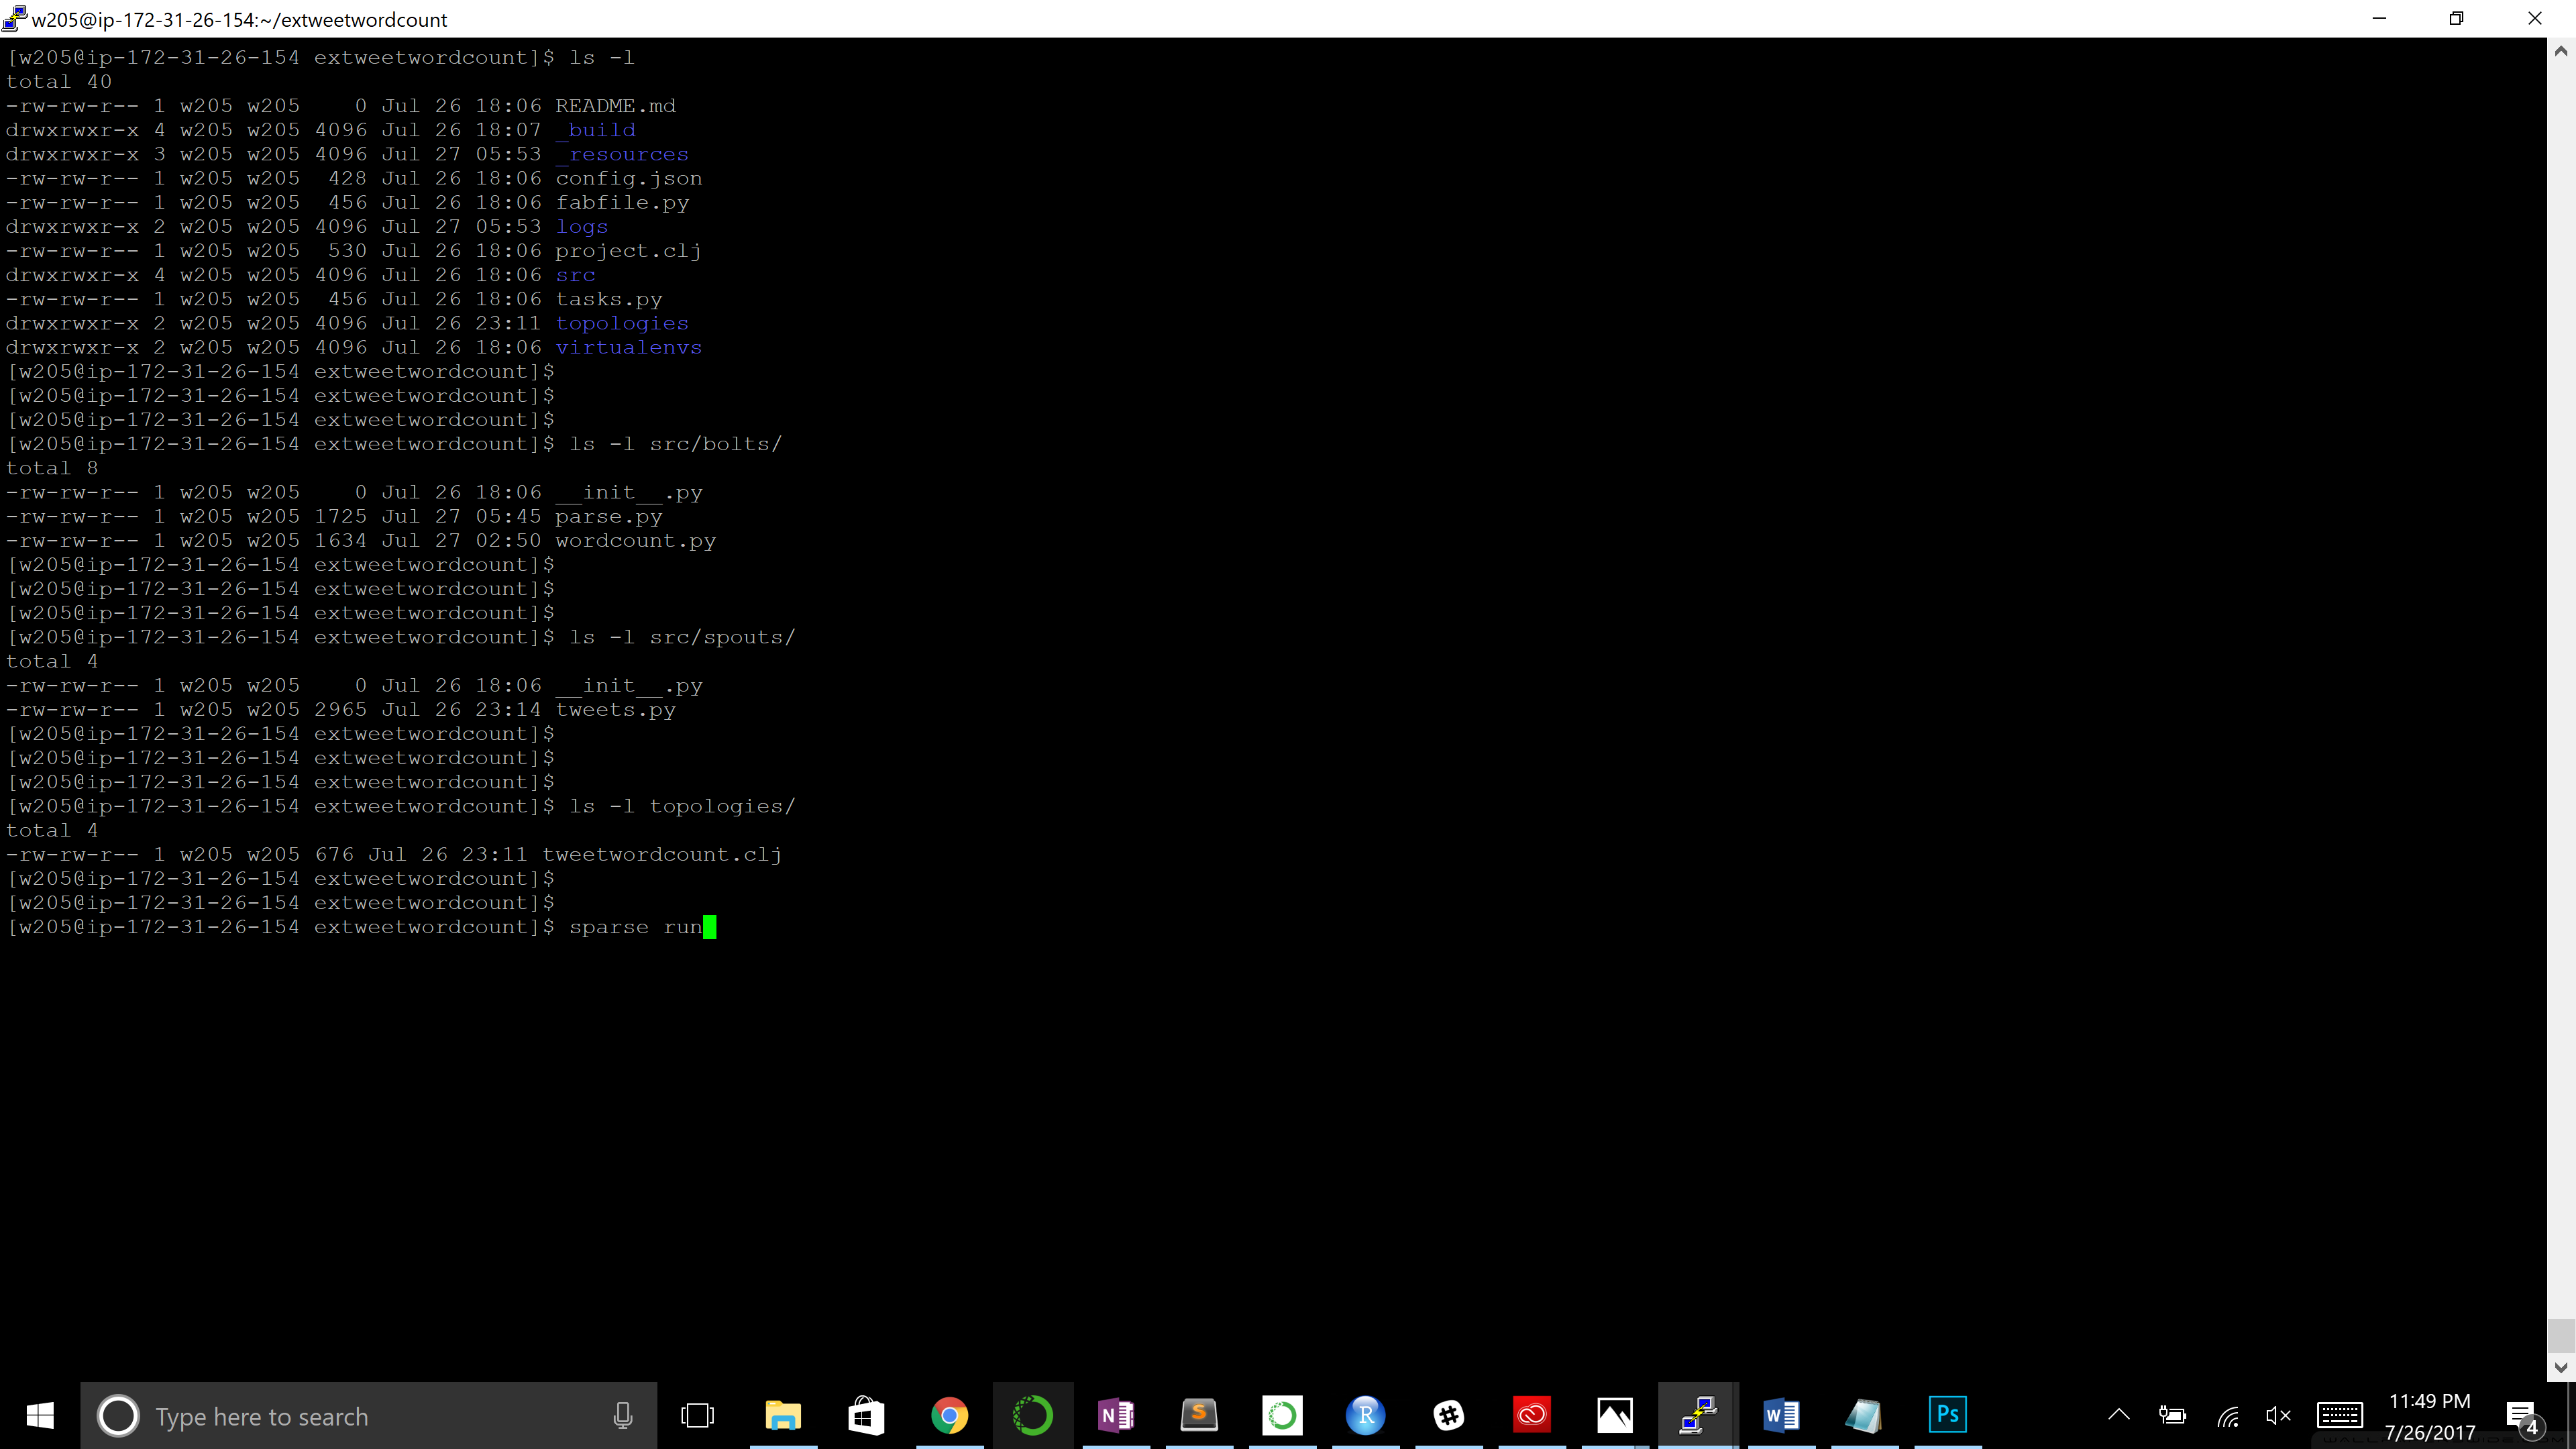 w205@ip-172-31-26-154:~/extweetwordcount
[w205@ip-172-31-26-154 extweetwordcount]$ ls -l
total 40
-rw-rw-r-- 1 w205 w205    0 Jul 26 18:06 README.md
drwxrwxr-x 4 w205 w205 4096 Jul 26 18:07 _build
drwxrwxr-x 3 w205 w205 4096 Jul 27 05:53 _resources
-rw-rw-r-- 1 w205 w205  428 Jul 26 18:06 config.json
-rw-rw-r-- 1 w205 w205  456 Jul 26 18:06 fabfile.py
drwxrwxr-x 2 w205 w205 4096 Jul 27 05:53 logs
-rw-rw-r-- 1 w205 w205  530 Jul 26 18:06 project.clj
drwxrwxr-x 4 w205 w205 4096 Jul 26 18:06 src
-rw-rw-r-- 1 w205 w205  456 Jul 26 18:06 tasks.py
drwxrwxr-x 2 w205 w205 4096 Jul 26 23:11 topologies
drwxrwxr-x 2 w205 w205 4096 Jul 26 18:06 virtualenvs
[w205@ip-172-31-26-154 extweetwordcount]$
[w205@ip-172-31-26-154 extweetwordcount]$
[w205@ip-172-31-26-154 extweetwordcount]$
[w205@ip-172-31-26-154 extweetwordcount]$ ls -l src/bolts/
total 8
-rw-rw-r-- 1 w205 w205    0 Jul 26 18:06 __init__.py
-rw-rw-r-- 1 w205 w205 1725 Jul 27 05:45 parse.py
-rw-rw-r-- 1 w205 w205 1634 Jul 27 02:50 wordcount.py
[w205@ip-172-31-26-154 extweetwordcount]$
[w205@ip-172-31-26-154 extweetwordcount]$
[w205@ip-172-31-26-154 extweetwordcount]$
[w205@ip-172-31-26-154 extweetwordcount]$ ls -l src/spouts/
total 4
-rw-rw-r-- 1 w205 w205    0 Jul 26 18:06 __init__.py
-rw-rw-r-- 1 w205 w205 2965 Jul 26 23:14 tweets.py
[w205@ip-172-31-26-154 extweetwordcount]$
[w205@ip-172-31-26-154 extweetwordcount]$
[w205@ip-172-31-26-154 extweetwordcount]$
[w205@ip-172-31-26-154 extweetwordcount]$ ls -l topologies/
total 4
-rw-rw-r-- 1 w205 w205 676 Jul 26 23:11 tweetwordcount.clj
[w205@ip-172-31-26-154 extweetwordcount]$
[w205@ip-172-31-26-154 extweetwordcount]$
[w205@ip-172-31-26-154 extweetwordcount]$ sparse run
Type here to search
N
S
R
W
Ps
11:49 PM
7/26/2017
4